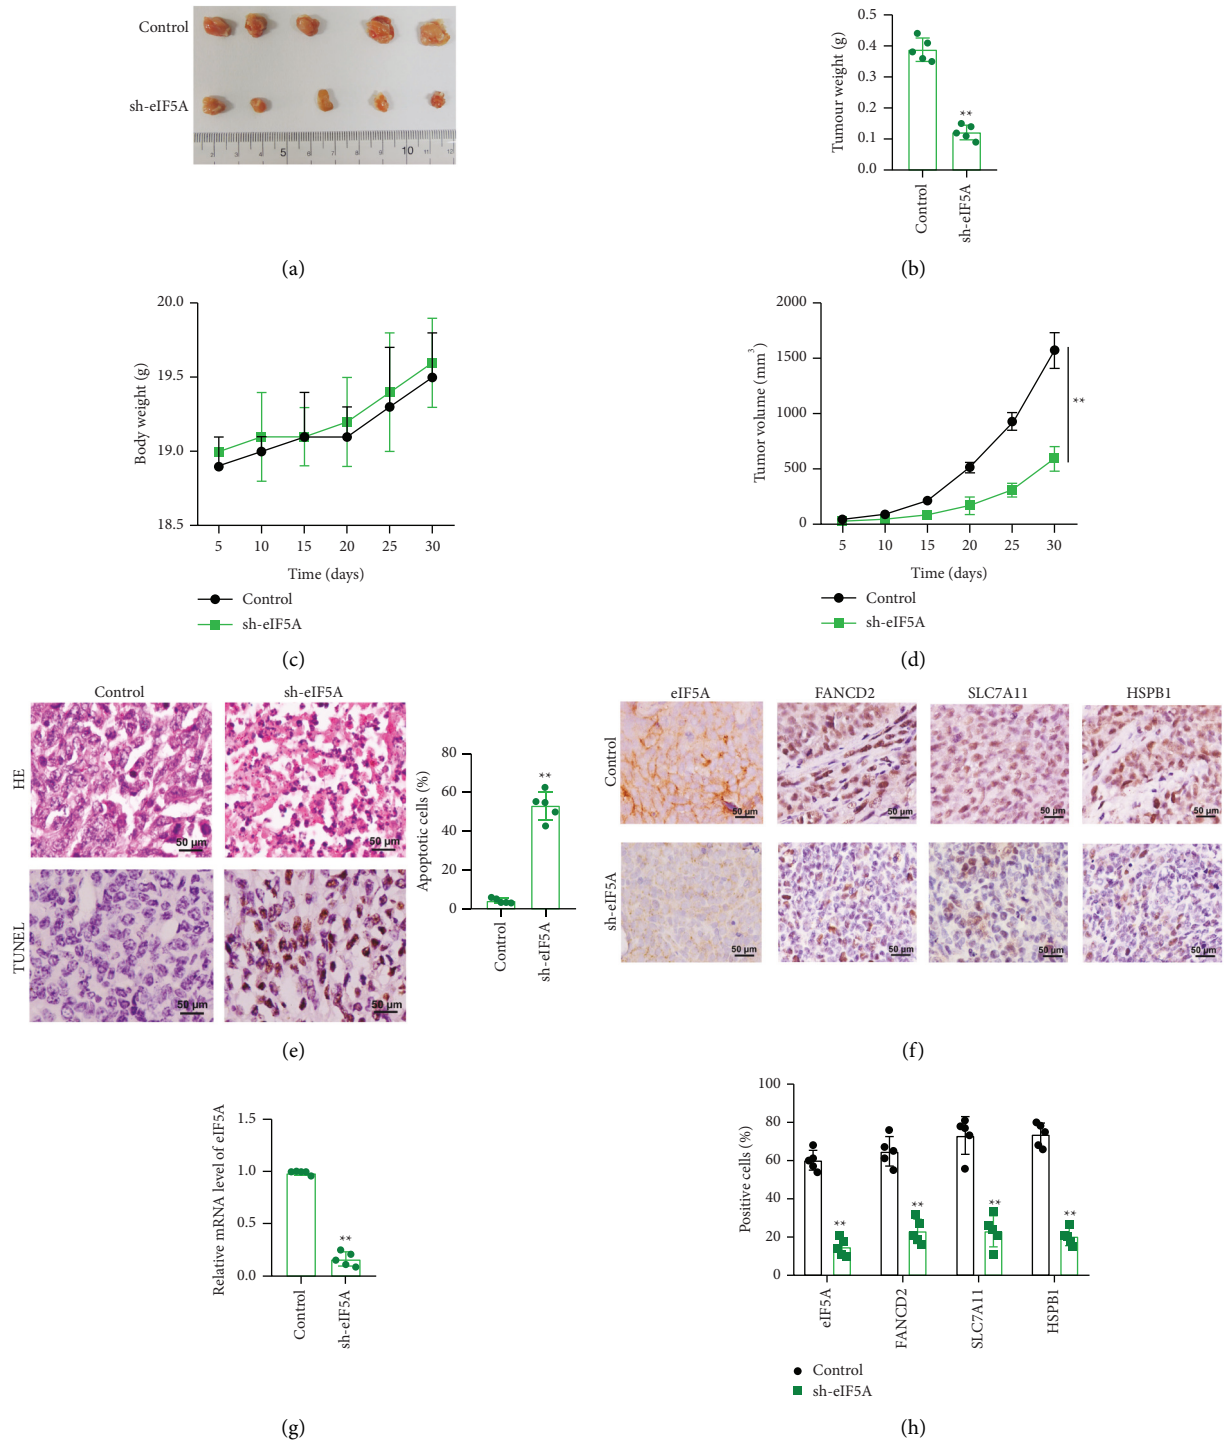 Control
sh-eIF5A
5
10
(a)
Tumour weight (g)
0.5
0.4
0.3
0.2
0.1
0.0
**
Control
sh-eIF5A
(b)
Body weight (g)
20.0
19.5
19.0
18.5
5 10 15 20 25 30
Time (days)
Control
sh-eIF5A
(c)
Tumor volume (mm³)
2000
1500
1000
500
0
**
5 10 15 20 25 30
Time (days)
Control
sh-eIF5A
(d)
Control sh-eIF5A
HE
50 μm 50 μm
TUNEL
50 μm 50 μm
Apoptotic cells (%)
80
60
40
20
0
**
Control
sh-eIF5A
(e)
eIF5A FANCD2 SLC7A11 HSPB1
Control
50 μm 50 μm 50 μm 50 μm
sh-eIF5A
50 μm 50 μm 50 μm 50 μm
(f)
Relative mRNA level of eIF5A
1.5
1.0
0.5
0.0
**
Control
sh-eIF5A
(g)
Positive cells (%)
100
80
60
40
20
0
** ** ** **
eIF5A
FANCD2
SLC7A11
HSPB1
Control
sh-eIF5A
(h)